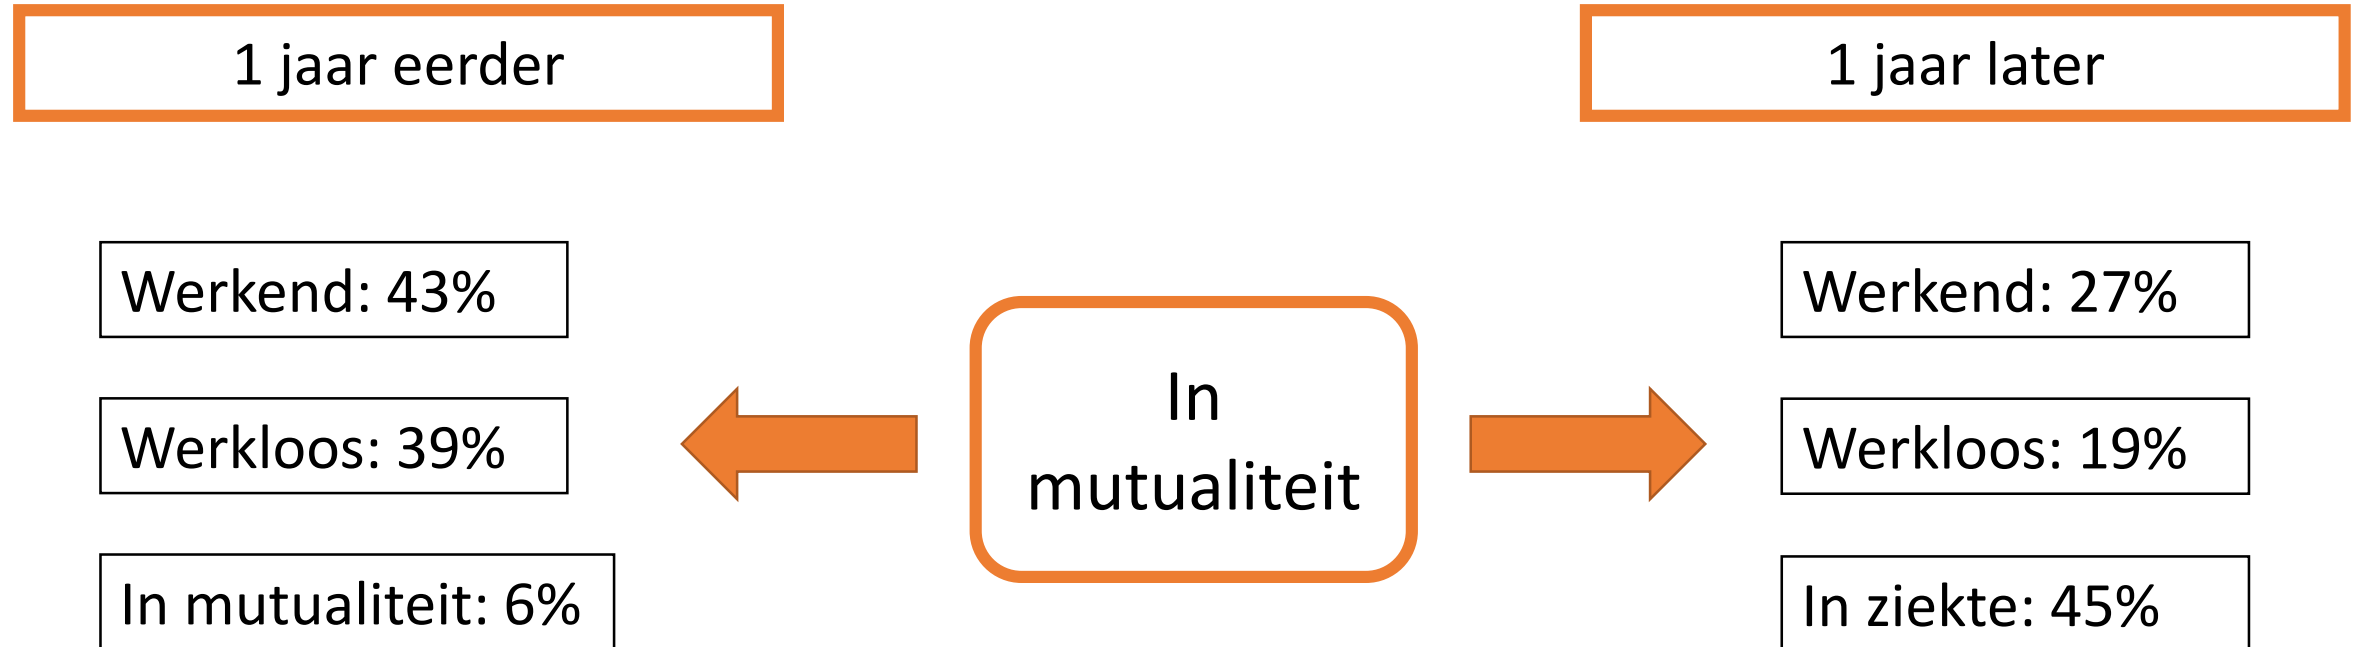 1 jaar eerder
1 jaar later
Werkend: 43%
Werkloos: 39%
In mutualiteit: 6%
In
mutualiteit
Werkend: 27%
Werkloos: 19%
In ziekte: 45%